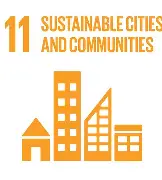 11 SUSTAINABLE CITIES
AND COMMUNITIES